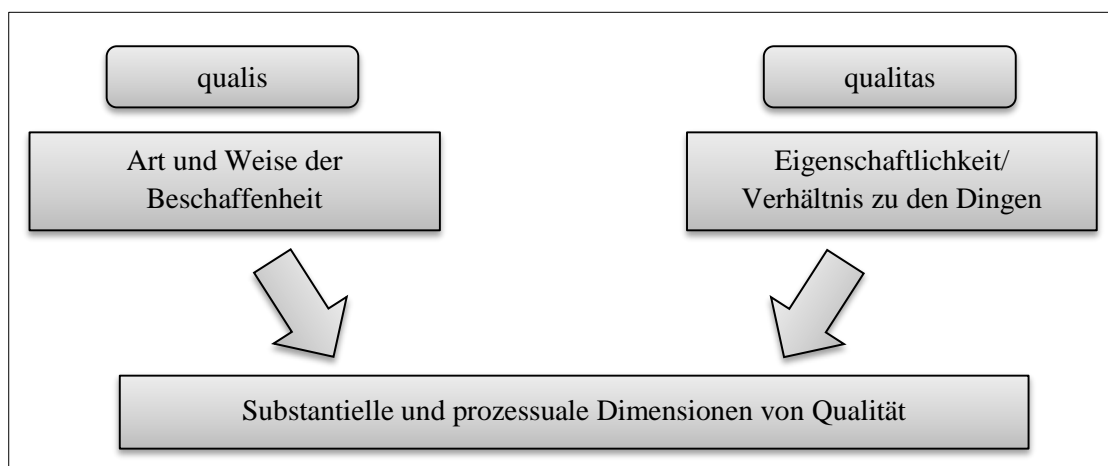 qualis
qualitas
Art und Weise der
Beschaffenheit
Eigenschaftlichkeit/
Verhältnis zu den Dingen
Substantielle und prozessuale Dimensionen von Qualität